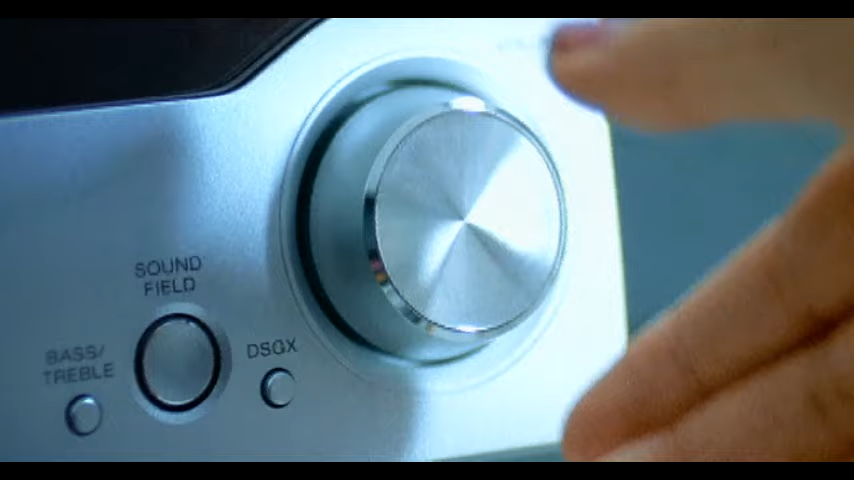 SOUND
FIELD
BASS/
TREBLE
DSGX